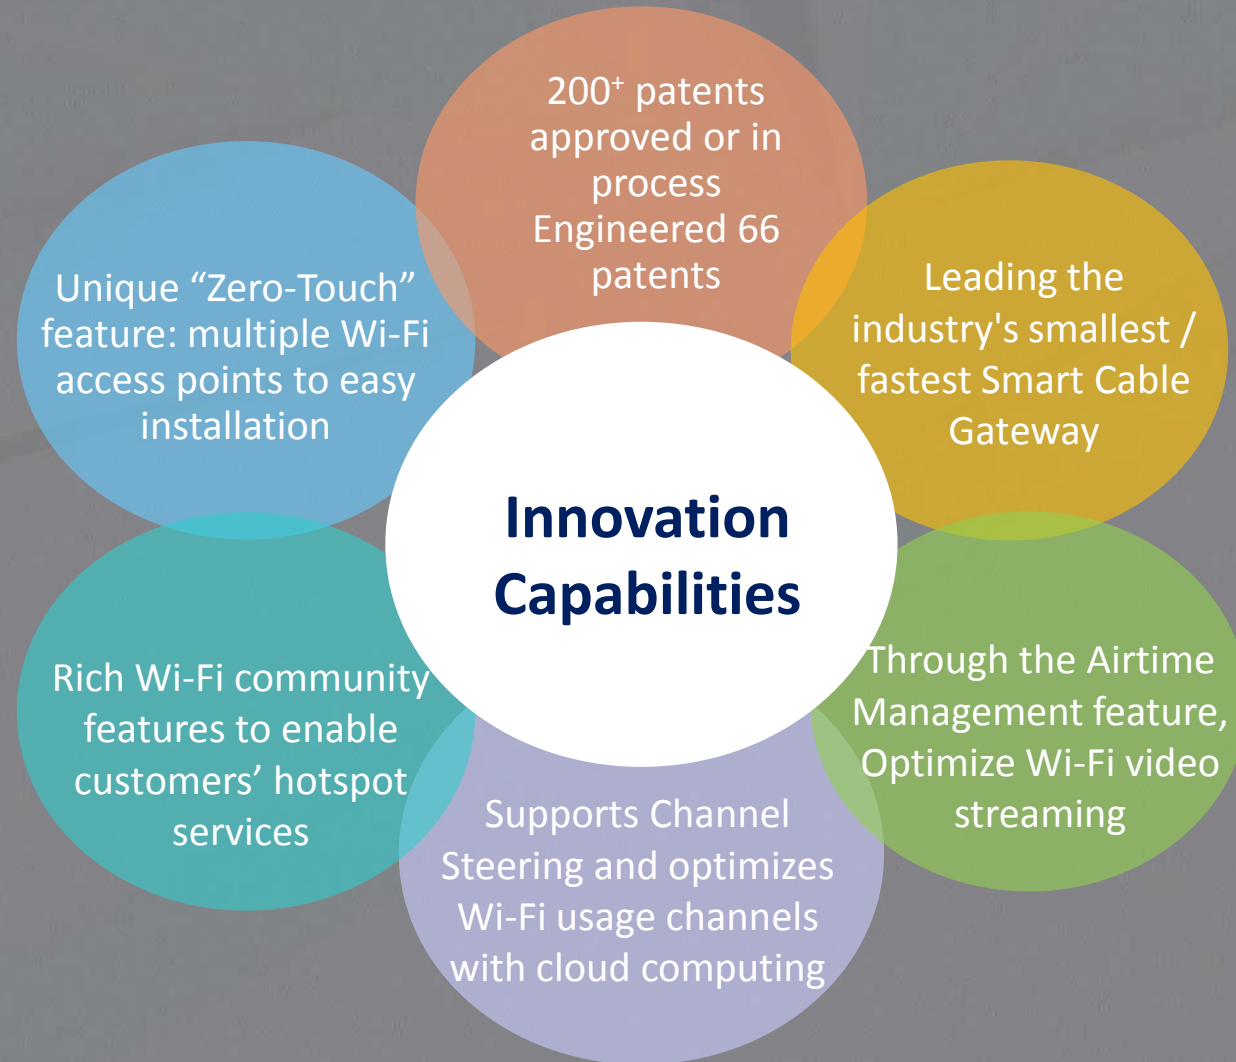 200⁺ patents
approved or in
process
Engineered 66
patents
Unique “Zero-Touch”
feature: multiple Wi-Fi
access points to easy
installation
Leading the
industry's smallest /
fastest Smart Cable
Gateway
Innovation
Capabilities
Rich Wi-Fi community
features to enable
customers’ hotspot
services
Through the Airtime
Management feature,
Optimize Wi-Fi video
streaming
Supports Channel
Steering and optimizes
Wi-Fi usage channels
with cloud computing